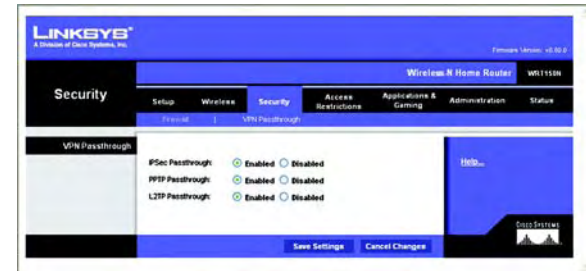 LINKSYS®
A Division of Cisco Systems, Inc.
Firmware Version: v0.00.0
Wireless-N Home Router WRT150N
Security
Setup Wireless Security Access Restrictions Applications & Gaming Administration Status
Firewall | VPN Passthrough
VPN Passthrough
IPSec Passthrough: Enabled Disabled
PPTP Passthrough: Enabled Disabled
L2TP Passthrough: Enabled Disabled
Help...
Save Settings Cancel Changes
CISCO SYSTEMS